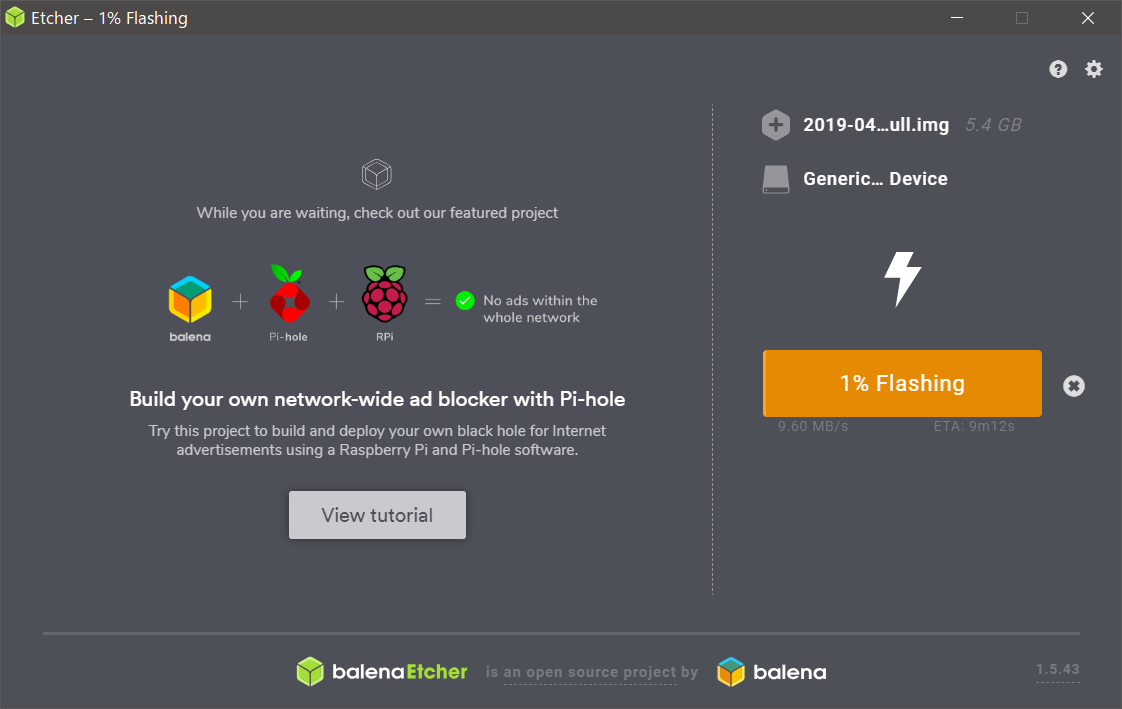 Etcher – 1% Flashing
While you are waiting, check out our featured project
balena
Pi-hole
RPi
No ads within the
whole network
Build your own network-wide ad blocker with Pi-hole
Try this project to build and deploy your own black hole for Internet
advertisements using a Raspberry Pi and Pi-hole software.
View tutorial
2019-04...ull.img 5.4 GB
Generic... Device
1% Flashing
9.60 MB/s ETA: 9m12s
balenaEtcher is an open source project by balena 1.5.43